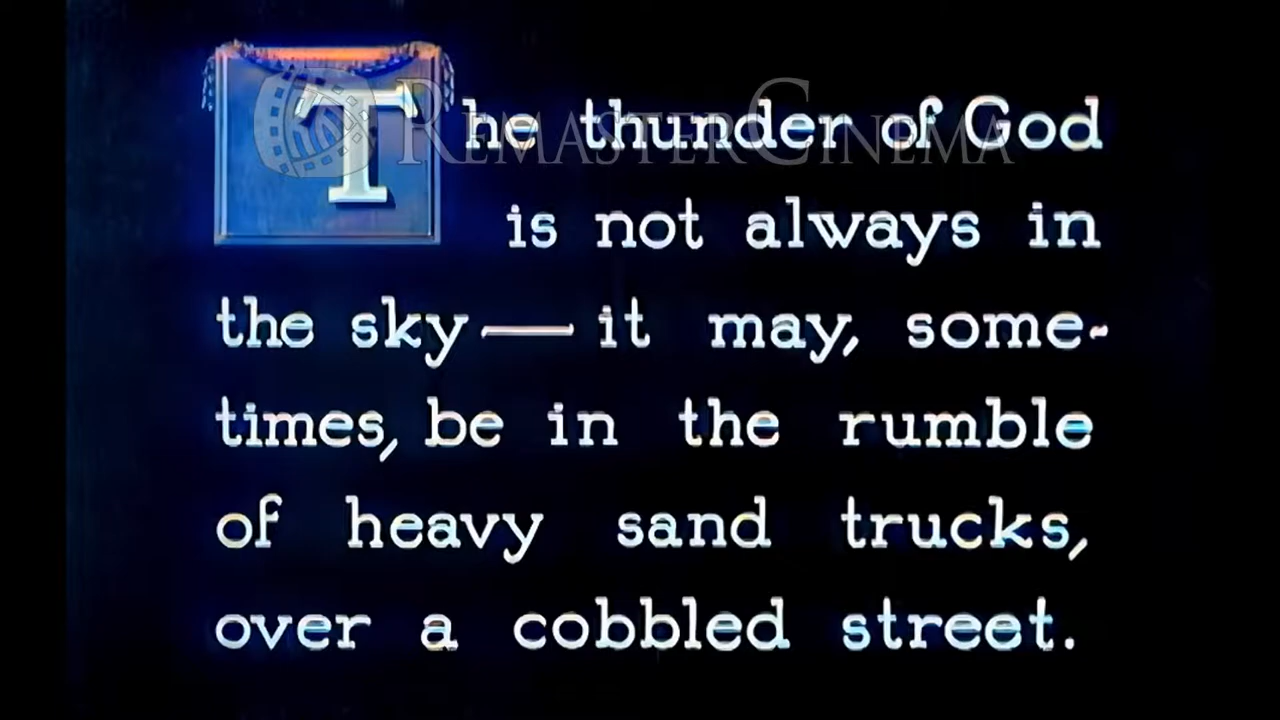 The thunder of God
REMASTERCINEMA
is not always in
the sky — it may, some-
times, be in the rumble
of heavy sand trucks,
over a cobbled street.